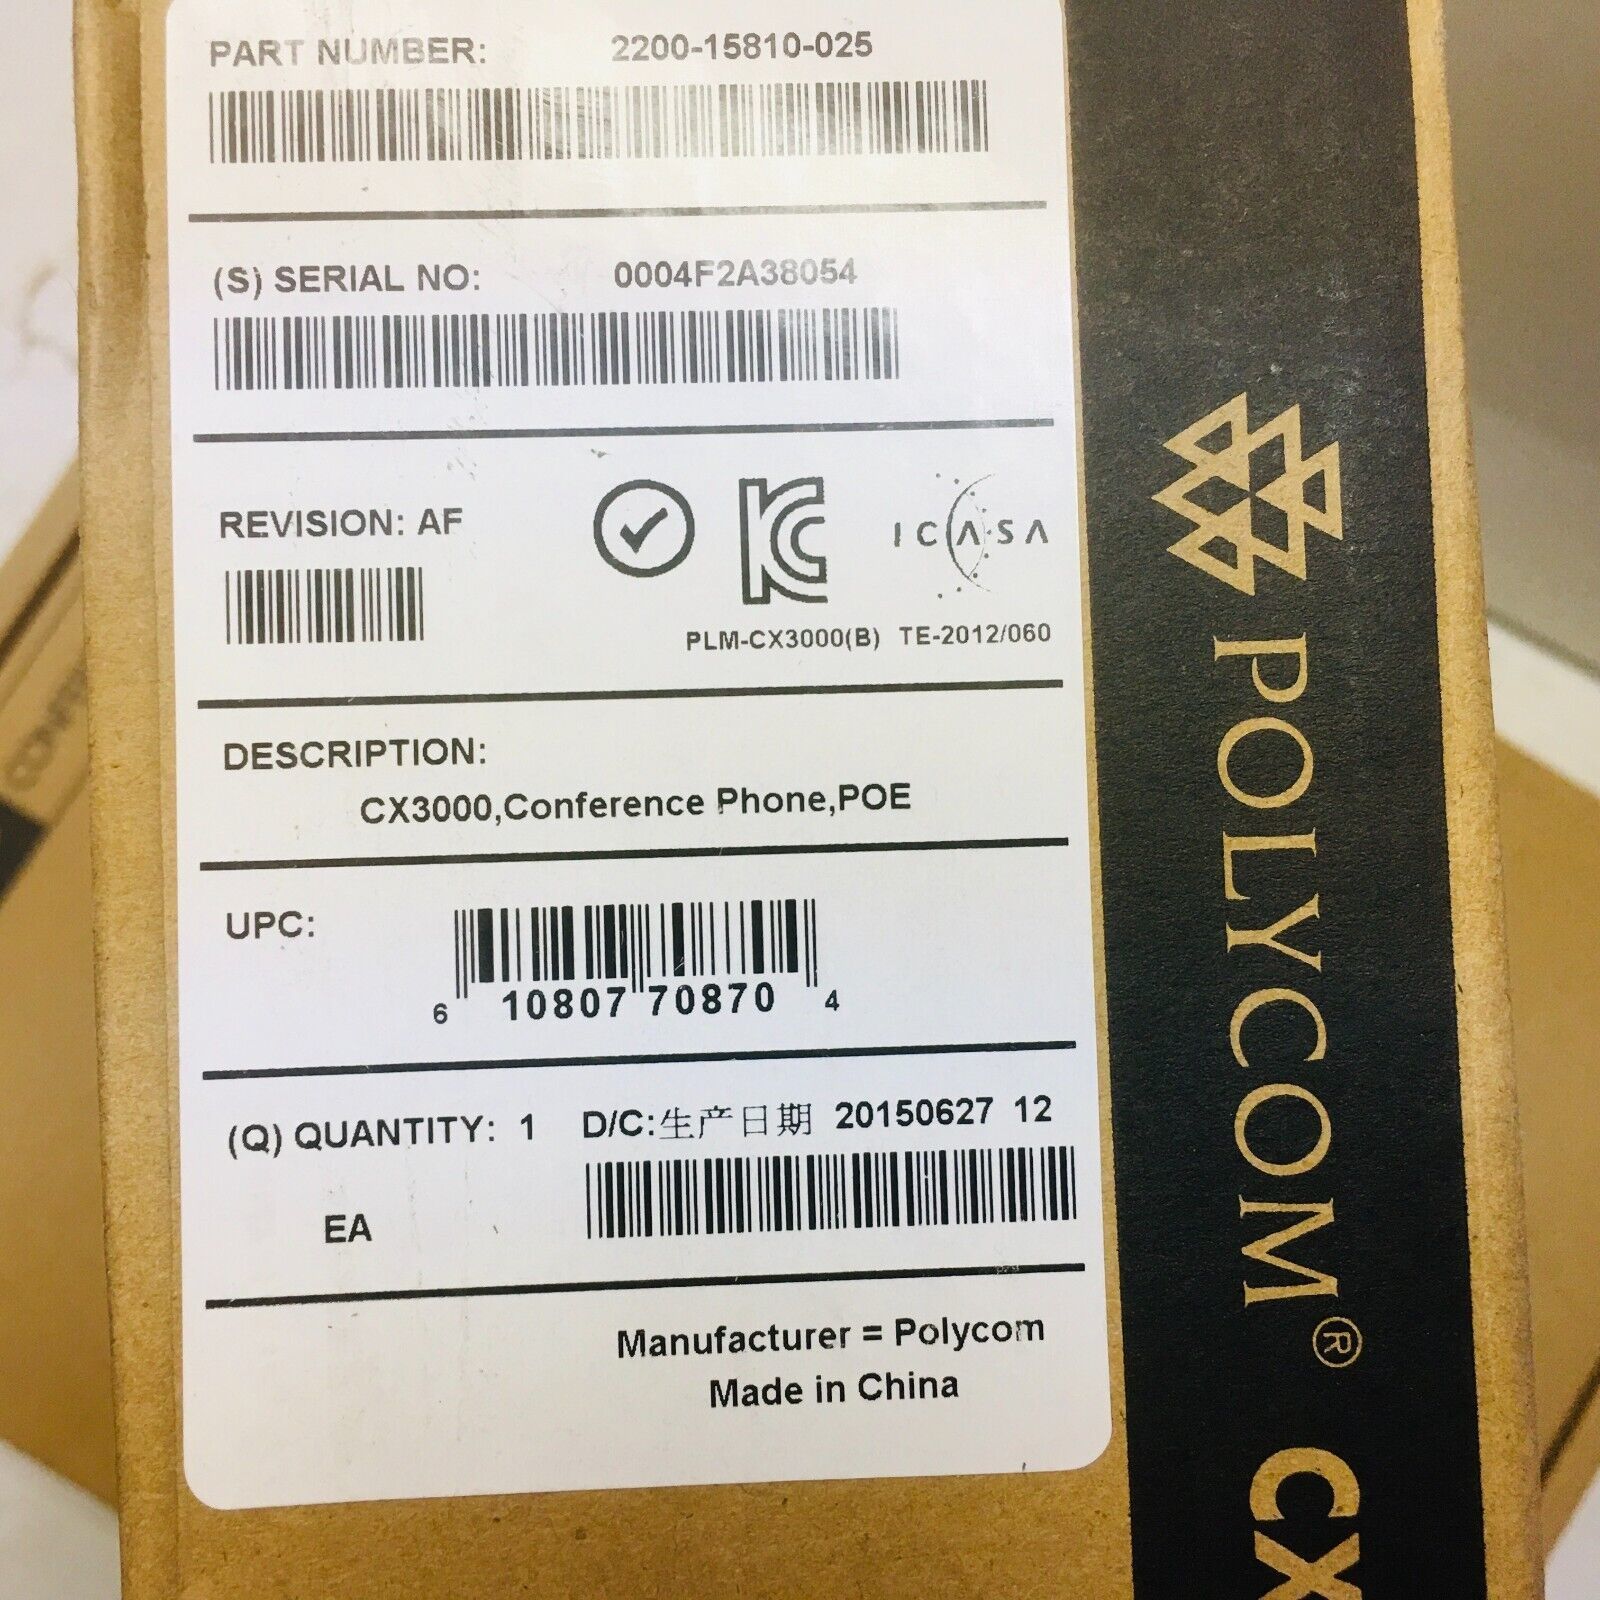 PART NUMBER: 2200-15810-025
(S) SERIAL NO: 0004F2A38054
REVISION: AF
ICASA
PLM-CX3000(B) TE-2012/060
DESCRIPTION:
CX3000,Conference Phone,POE
UPC:
6 10807 70870 4
(Q) QUANTITY: 1 D/C:生产日期 20150627 12
EA
Manufacturer = Polycom
Made in China
POLYCOM® CX